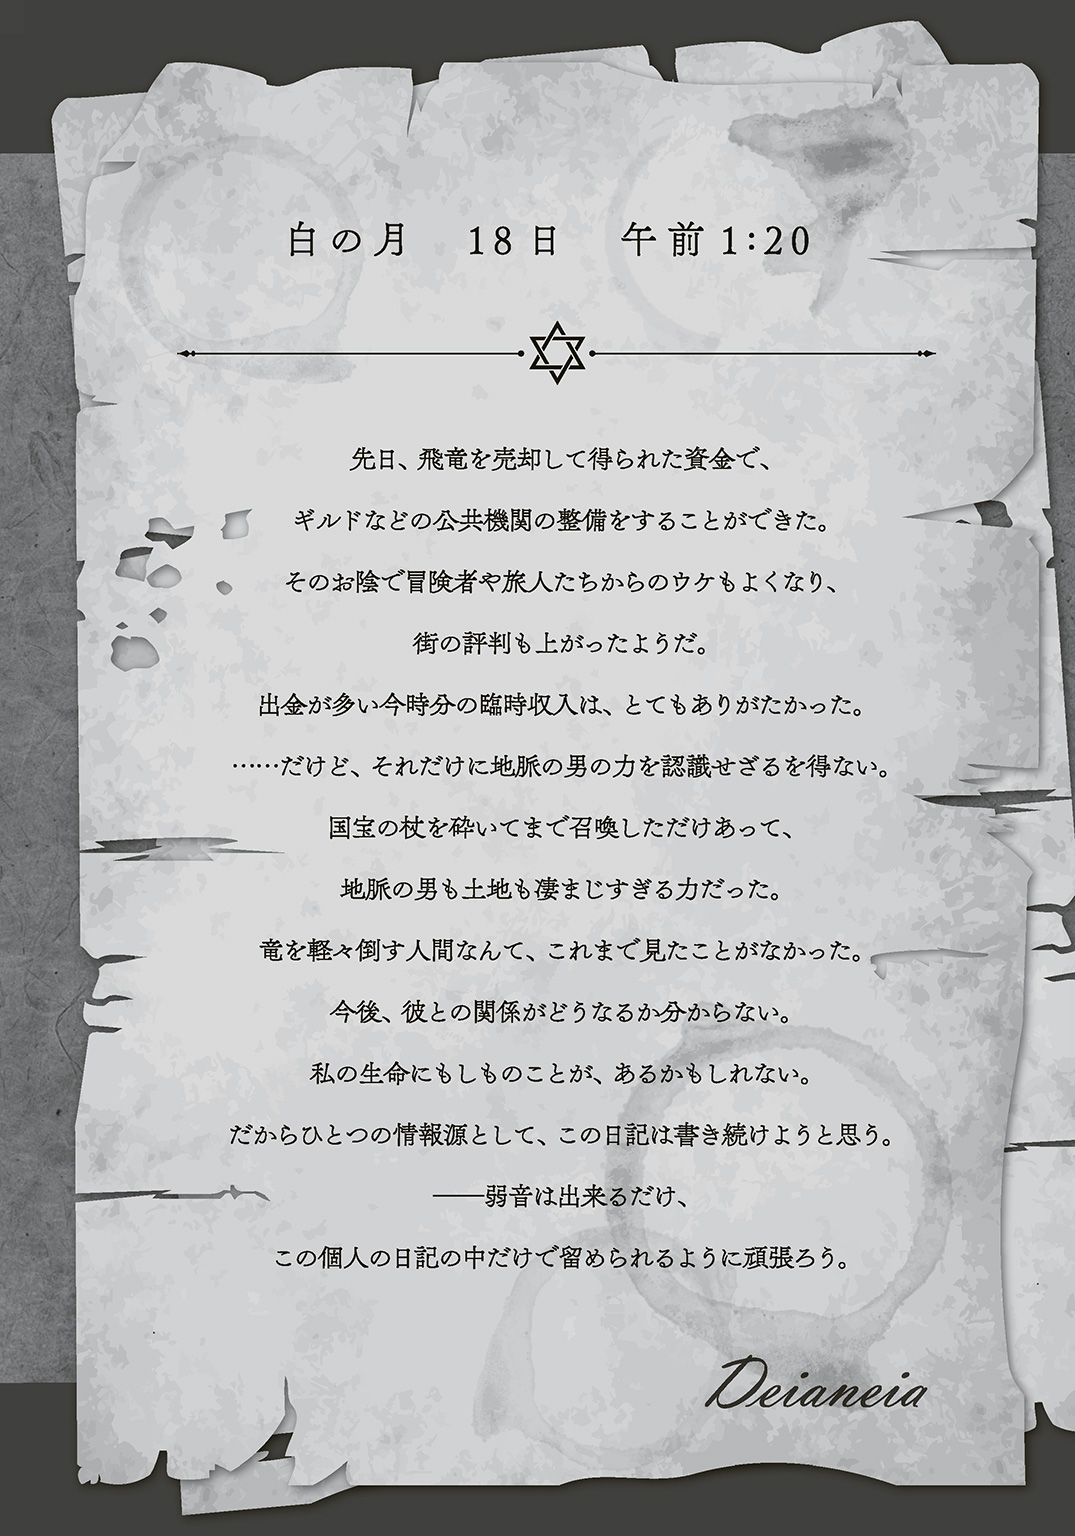 白の月　18日　午前1:20
先日、飛竜を売却して得られた資金で、
ギルドなどの公共機関の整備をすることができた。
そのお陰で冒険者や旅人たちからのウケもよくなり、
街の評判も上がったようだ。
出金が多い今時分の臨時収入は、とてもありがたかった。
……だけど、それだけに地脈の男の力を認識せざるを得ない。
国宝の杖を砕いてまで召喚しただけあって、
地脈の男も土地も凄まじすぎる力だった。
竜を軽々倒す人間なんて、これまで見たことがなかった。
今後、彼との関係がどうなるか分からない。
私の生命にもしものことが、あるかもしれない。
だからひとつの情報源として、この日記は書き続けようと思う。
――弱音は出来るだけ、
この個人の日記の中だけで留められるように頑張ろう。
Deianeia